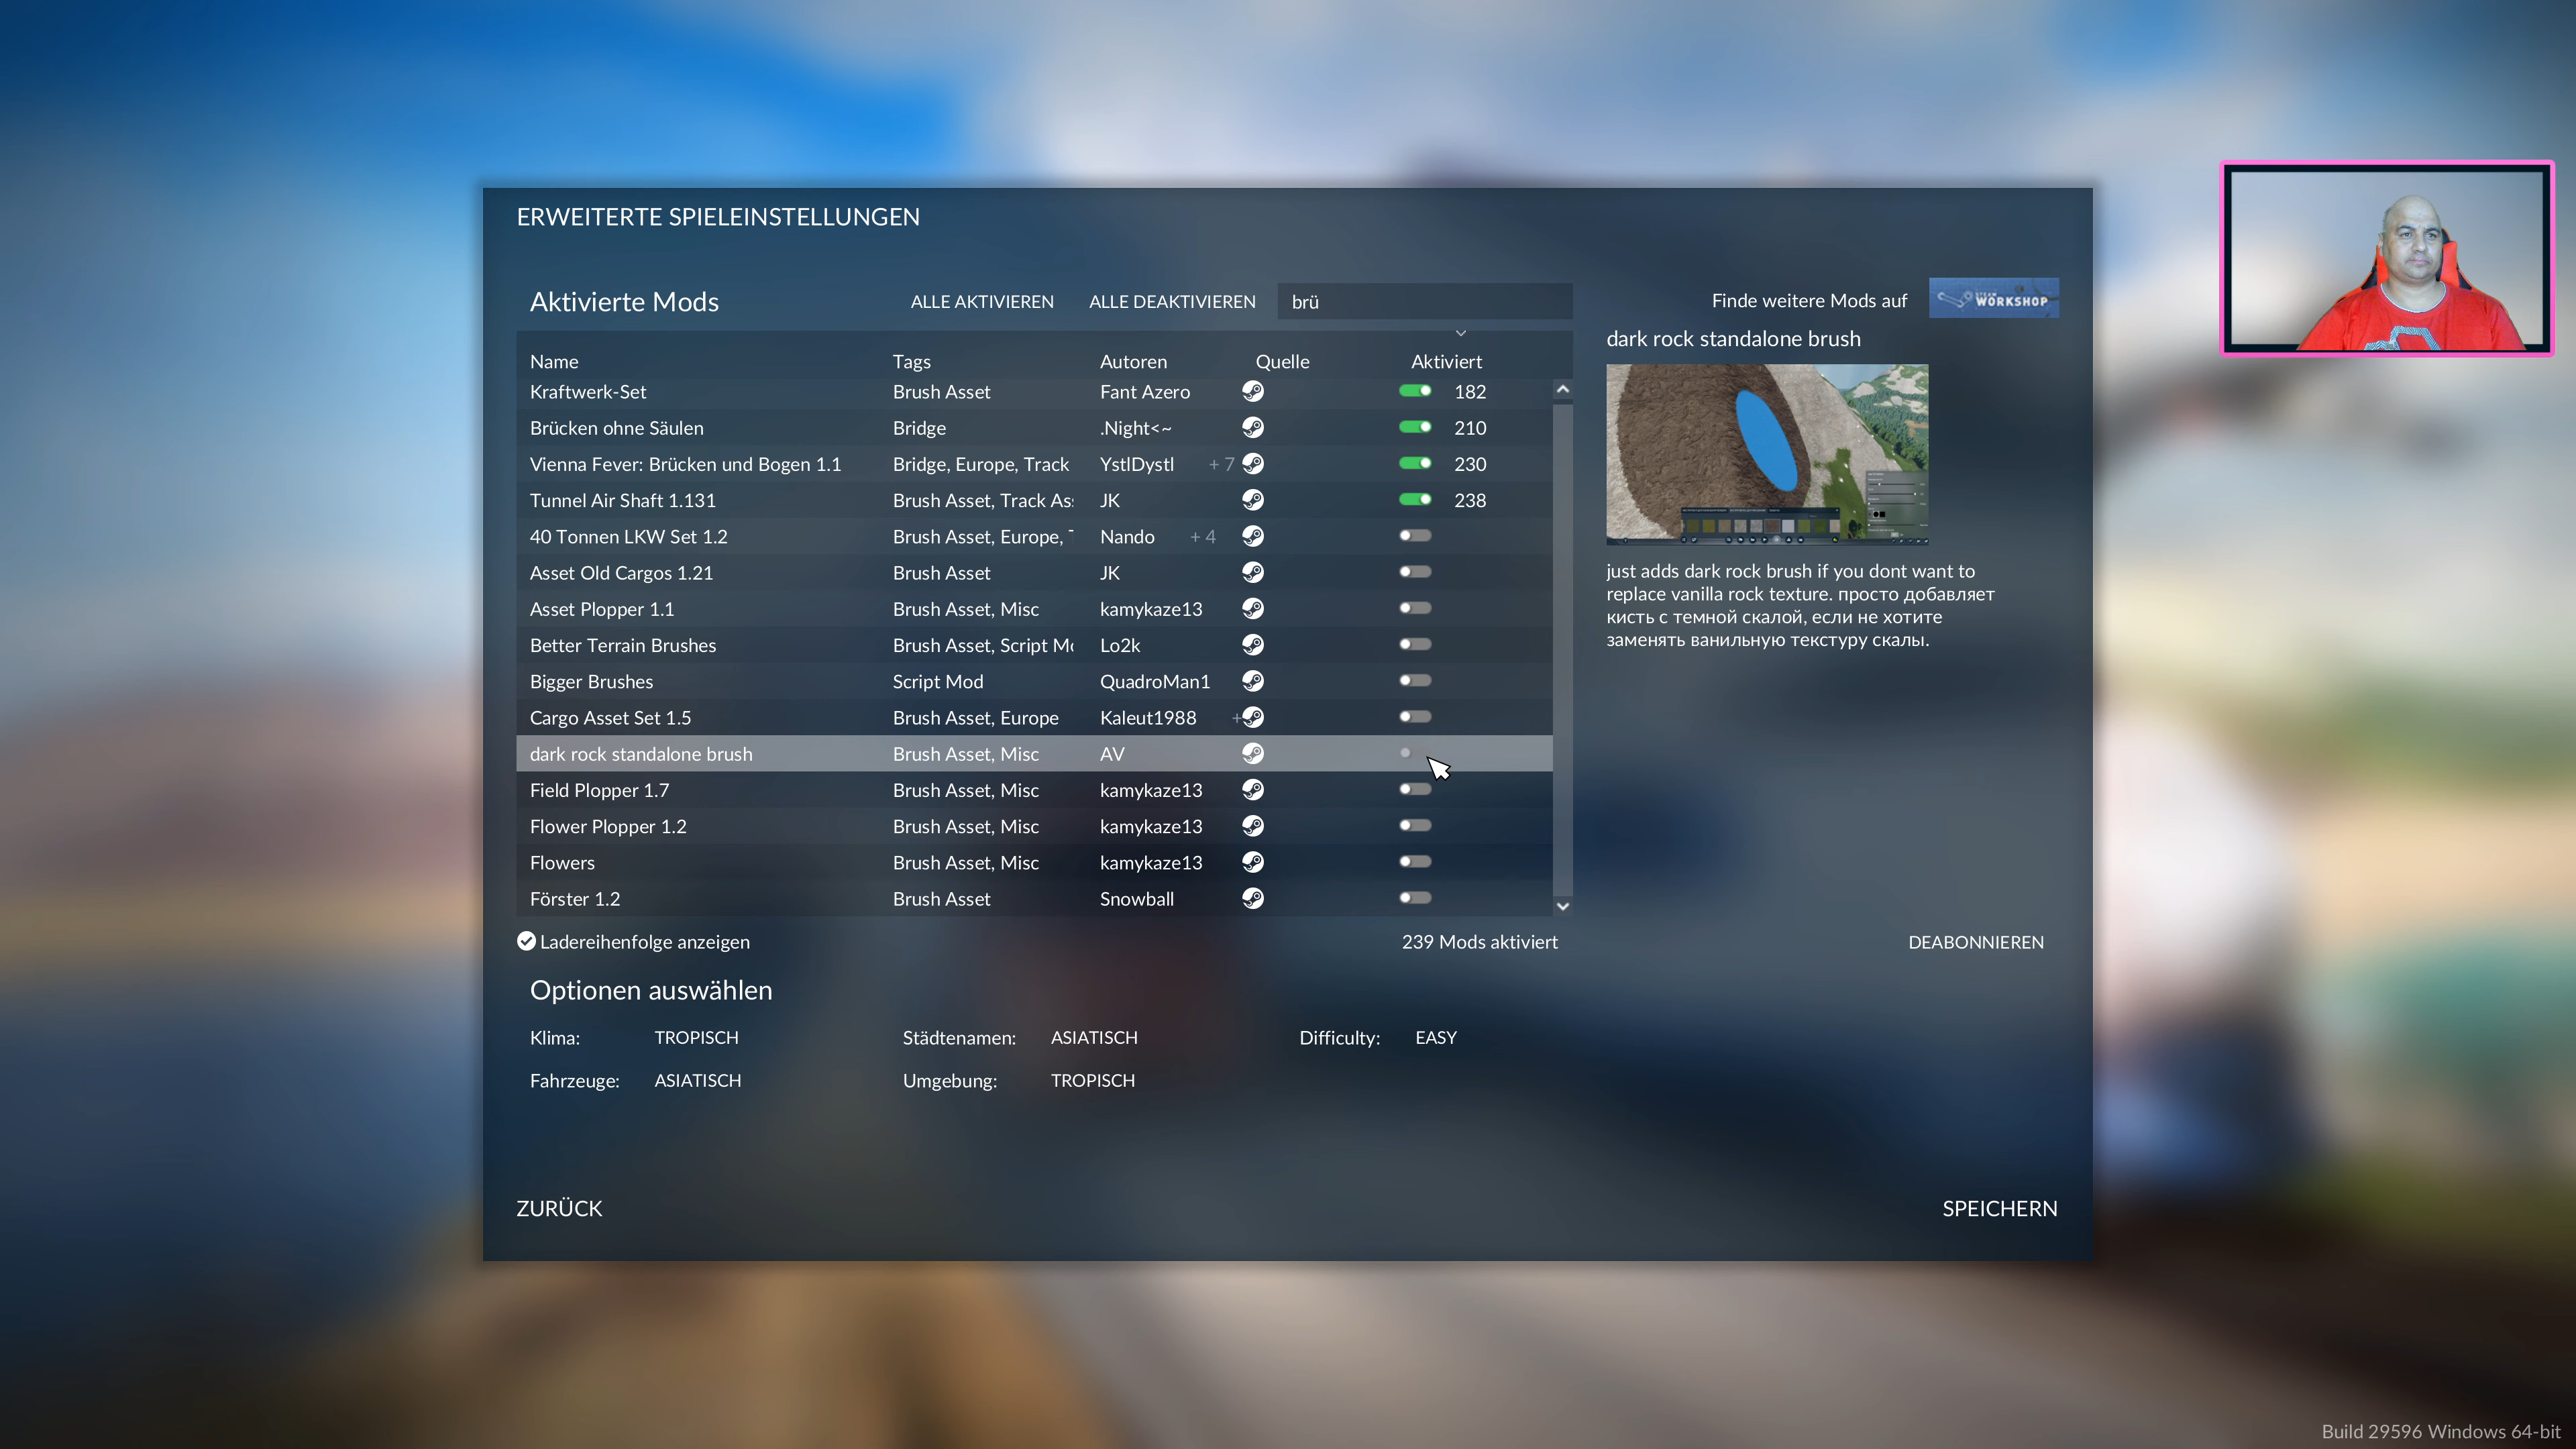 ERWEITERTE SPIELEINSTELLUNGEN
Aktivierte Mods ALLE AKTIVIEREN ALLE DEAKTIVIEREN brü Finde weitere Mods auf STEAM WORKSHOP
Name Tags Autoren Quelle Aktiviert
Kraftwerk-Set Brush Asset Fant Azero 182
Brücken ohne Säulen Bridge .Night<~ 210
Vienna Fever: Brücken und Bogen 1.1 Bridge, Europe, Track YstlDystl + 7 230
Tunnel Air Shaft 1.131 Brush Asset, Track As JK 238
40 Tonnen LKW Set 1.2 Brush Asset, Europe, Nando + 4
Asset Old Cargos 1.21 Brush Asset JK
Asset Plopper 1.1 Brush Asset, Misc kamykaze13
Better Terrain Brushes Brush Asset, Script Mo Lo2k
Bigger Brushes Script Mod QuadroMan1
Cargo Asset Set 1.5 Brush Asset, Europe Kaleut1988 +
dark rock standalone brush Brush Asset, Misc AV
Field Plopper 1.7 Brush Asset, Misc kamykaze13
Flower Plopper 1.2 Brush Asset, Misc kamykaze13
Flowers Brush Asset, Misc kamykaze13
Förster 1.2 Brush Asset Snowball
dark rock standalone brush
just adds dark rock brush if you dont want to
replace vanilla rock texture. просто добавляет
кисть с темной скалой, если не хотите
заменять ванильную текстуру скалы.
Ladereihenfolge anzeigen 239 Mods aktiviert DEABONNIEREN
Optionen auswählen
Klima: TROPISCH Städtenamen: ASIATISCH Difficulty: EASY
Fahrzeuge: ASIATISCH Umgebung: TROPISCH
ZURÜCK SPEICHERN
Build 29596 Windows 64-bit